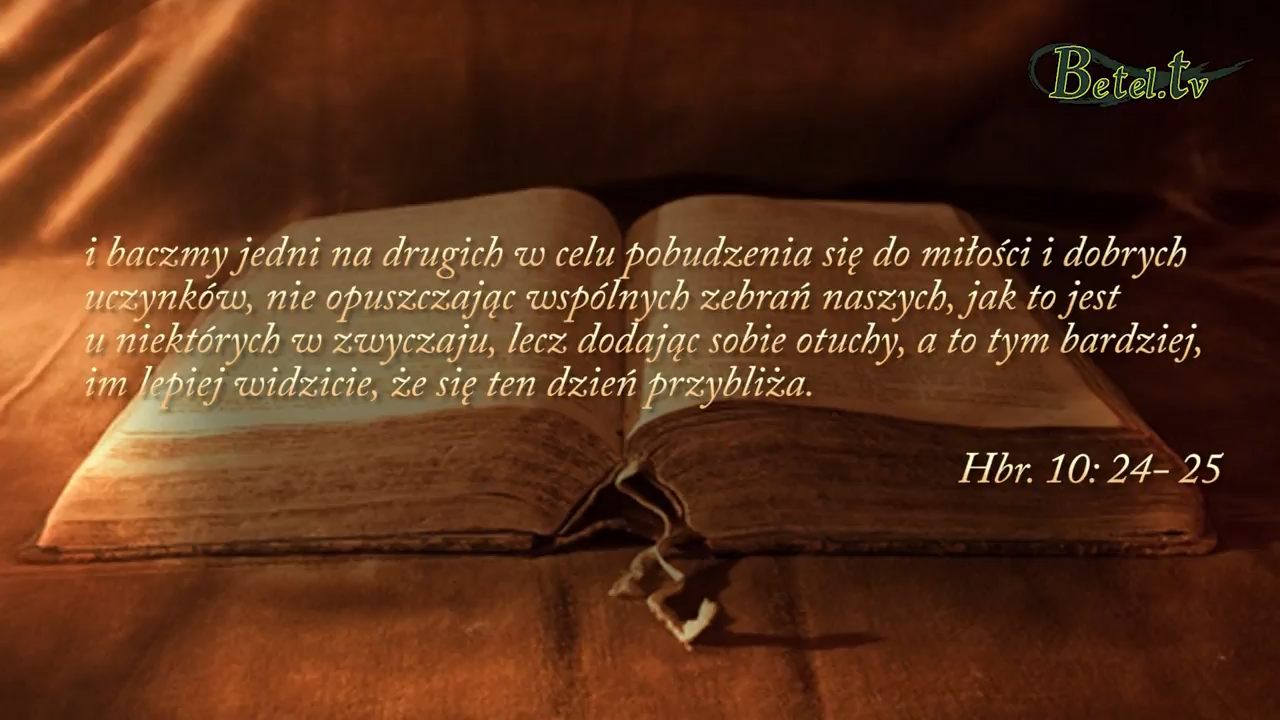 Betel.tv
i baczmy jedni na drugich w celu pobudzenia się do miłości i dobrych
uczynków, nie opuszczając wspólnych zebrań naszych, jak to jest
u niektórych w zwyczaju, lecz dodając sobie otuchy, a to tym bardziej,
im lepiej widzicie, że się ten dzień przybliża.
Hbr. 10: 24- 25